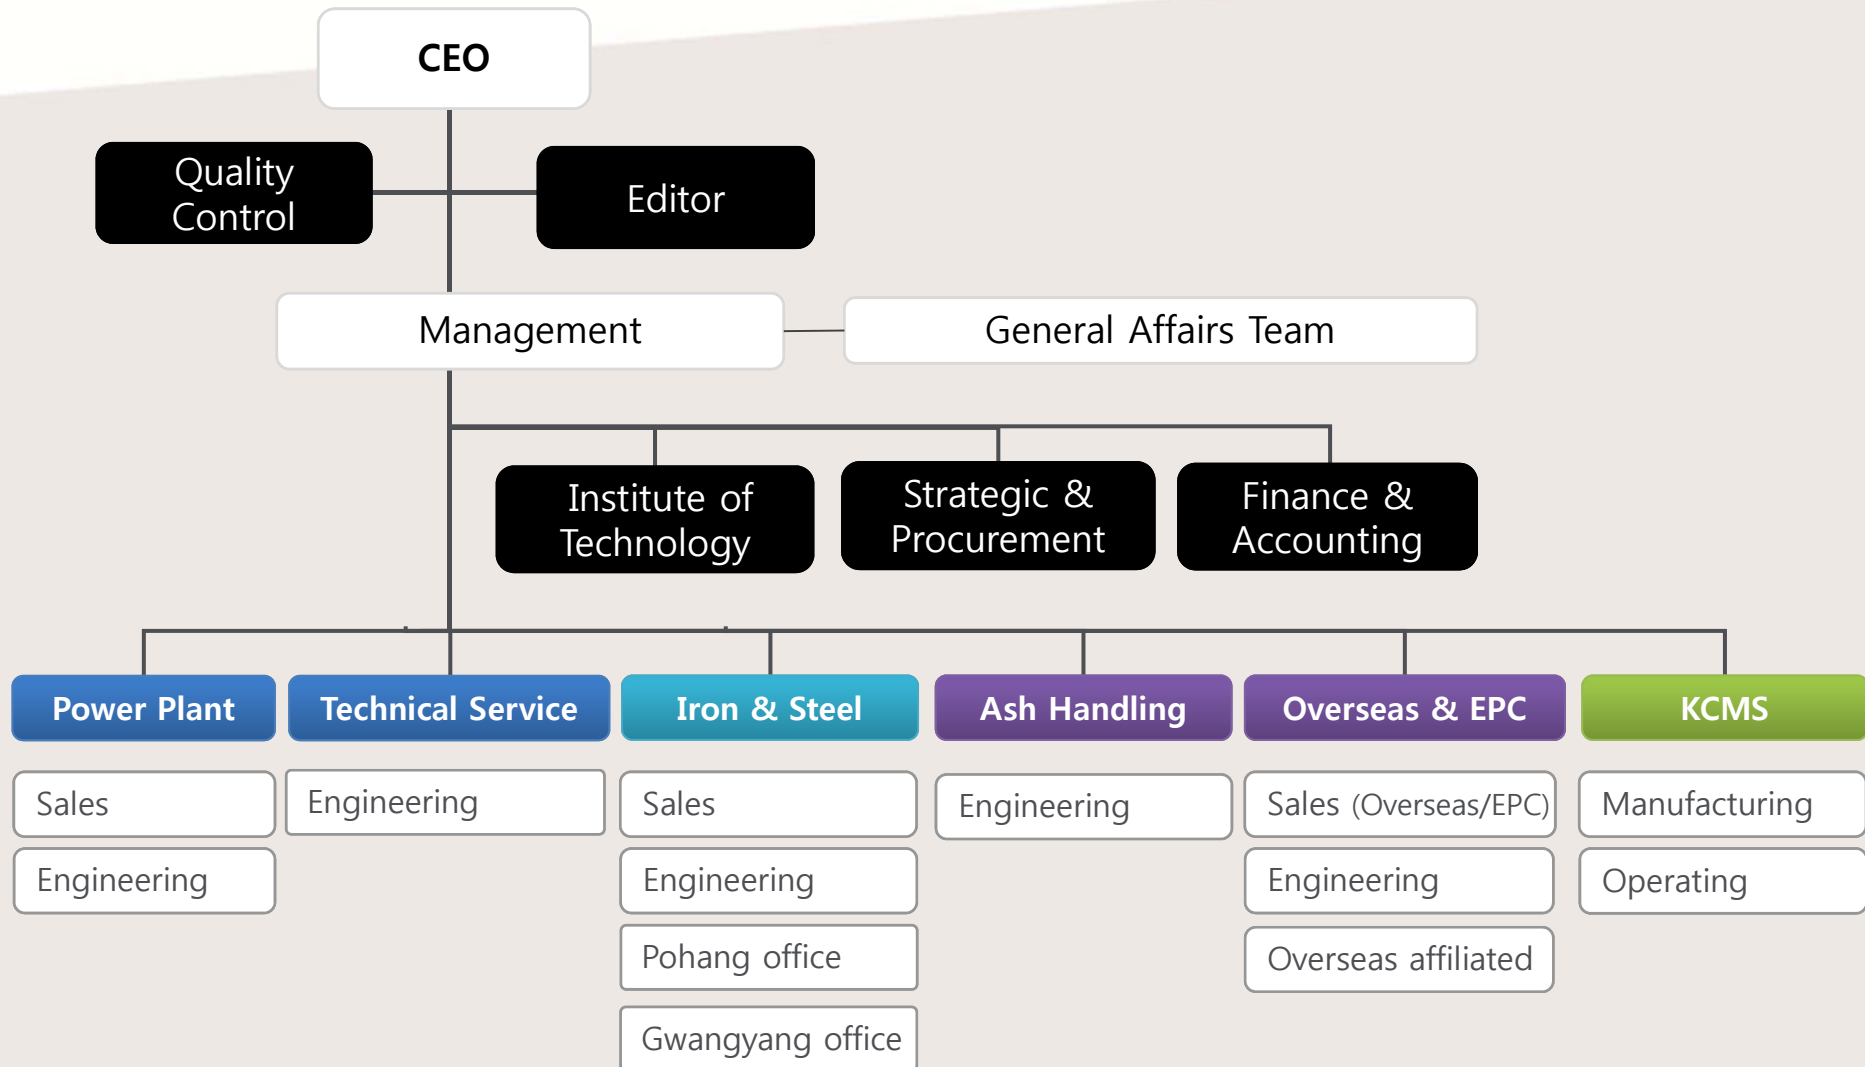 CEO
Quality
Control
Editor
Management
General Affairs Team
Institute of
Technology
Strategic &
Procurement
Finance &
Accounting
Power Plant
Technical Service
Iron & Steel
Ash Handling
Overseas & EPC
KCMS
Sales
Engineering
Sales
Engineering
Sales (Overseas/EPC)
Manufacturing
Engineering
Engineering
Engineering
Operating
Pohang office
Overseas affiliated
Gwangyang office